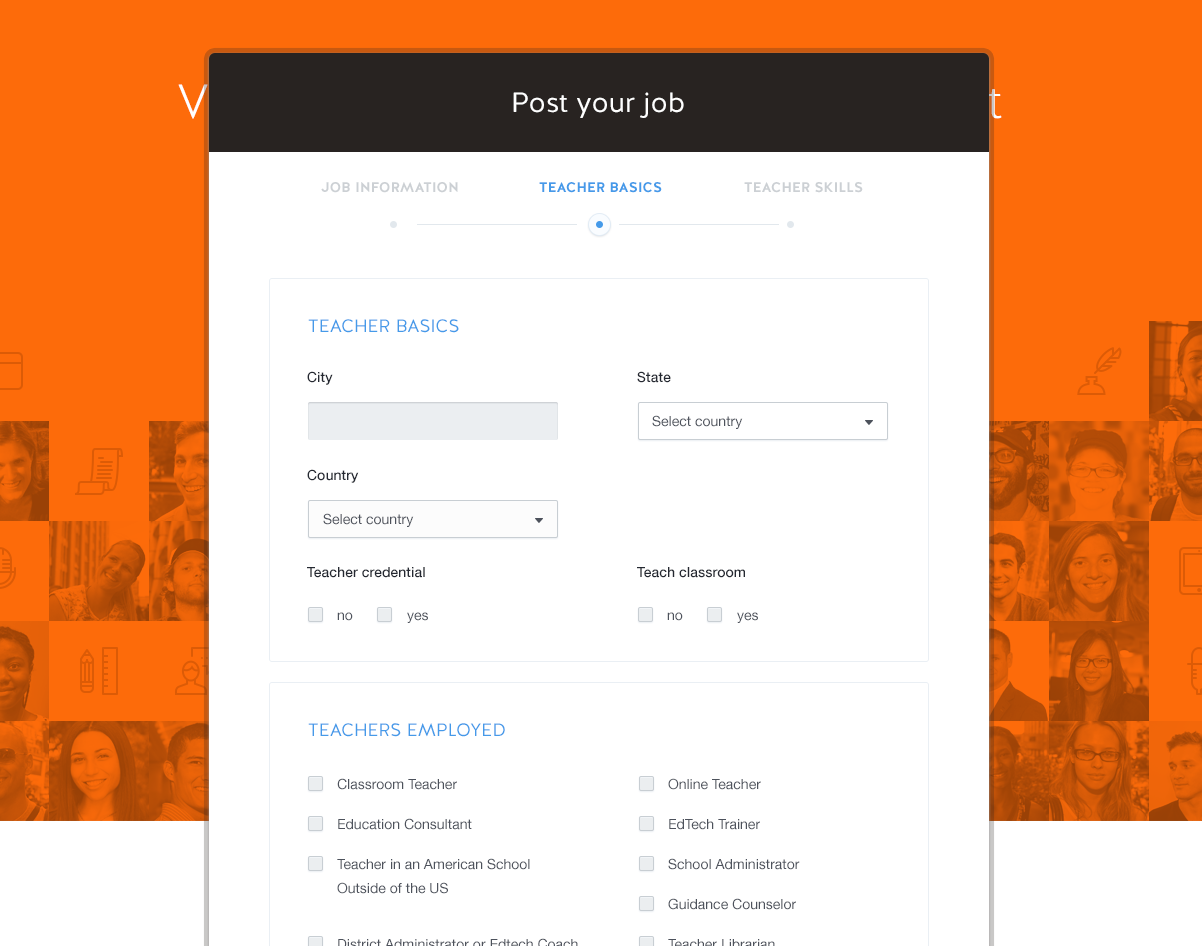 V
t
Post your job
JOB INFORMATION
TEACHER BASICS
TEACHER SKILLS
TEACHER BASICS
City
State
Select country
Country
Select country
Teacher credential
Teach classroom
no
yes
no
yes
TEACHERS EMPLOYED
Classroom Teacher
Online Teacher
Education Consultant
EdTech Trainer
Teacher in an American School
Outside of the US
School Administrator
Guidance Counselor
District Administrator or Edtech Coach
Teacher Librarian